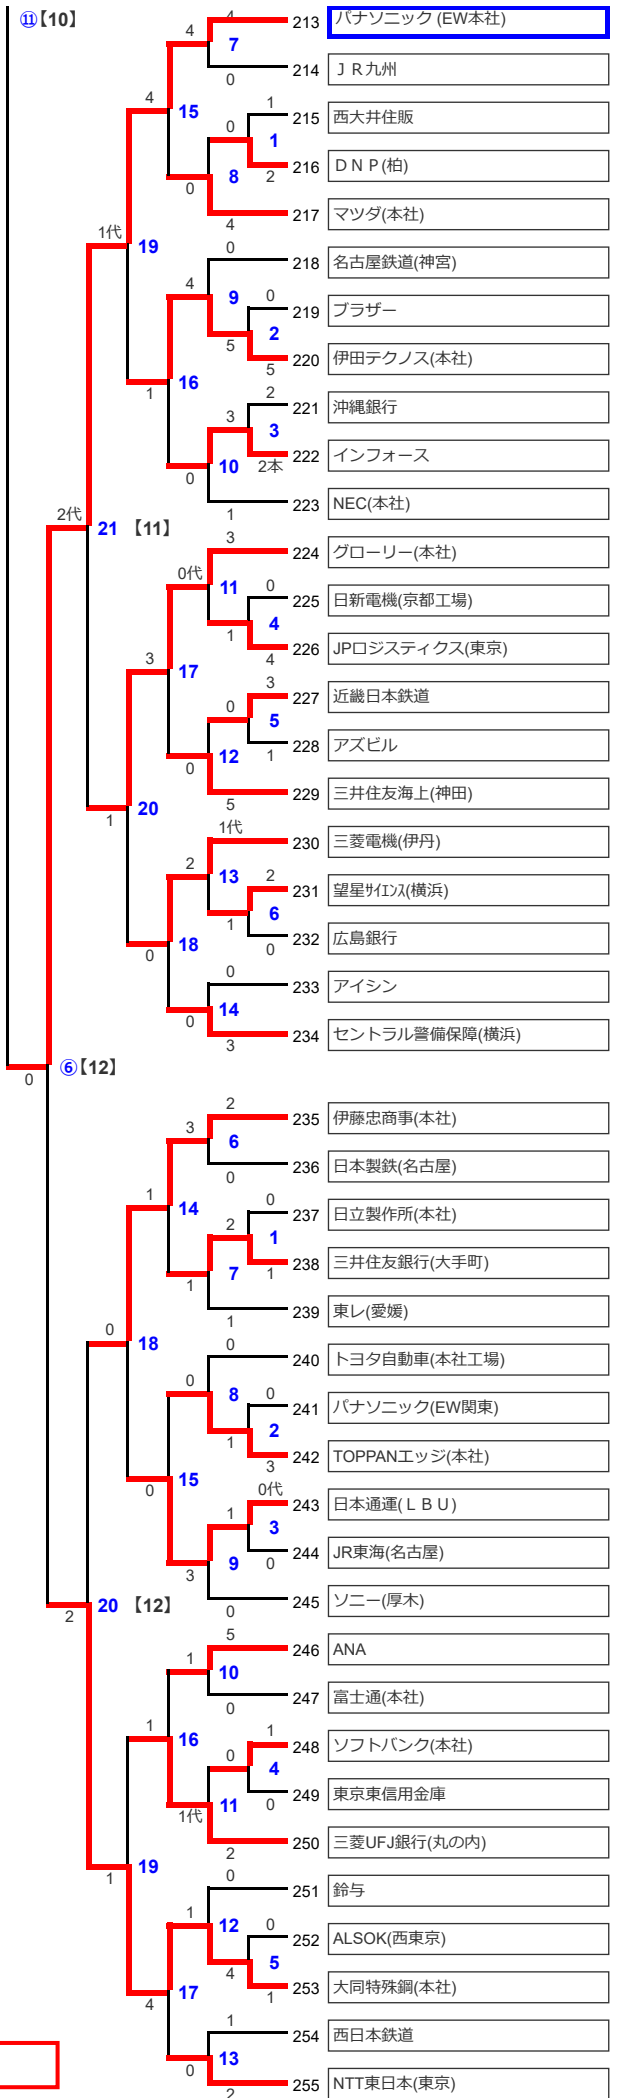 ⑪【10】
4
213 パナソニック (EW本社)
4
7
0
214 ＪＲ九州
4
15
1
215 西大井住販
0
1
2
216 ＤＮＰ(柏)
8
0
4
217 マツダ(本社)
1代
19
0
218 名古屋鉄道(神宮)
4
9
0
219 ブラザー
2
5
5
220 伊田テクノス(本社)
16
1
2
221 沖縄銀行
3
3
2本
222 インフォース
10
0
1
223 NEC(本社)
2代
21 【11】
3
224 グローリー(本社)
0代
11
0
225 日新電機(京都工場)
4
1
4
226 JPロジスティクス(東京)
3
17
3
227 近畿日本鉄道
0
5
1
228 アズビル
12
0
5
229 三井住友海上(神田)
20
1
1代
230 三菱電機(伊丹)
2
13
2
231 望星ｻｲｴﾝｽ(横浜)
6
1
0
232 広島銀行
18
0
0
233 アイシン
14
0
3
234 セントラル警備保障(横浜)
⑥【12】
0
2
235 伊藤忠商事(本社)
3
6
0
236 日本製鉄(名古屋)
1
14
0
237 日立製作所(本社)
2
1
1
238 三井住友銀行(大手町)
7
1
1
239 東レ(愛媛)
0
18
0
240 トヨタ自動車(本社工場)
0
8
0
241 パナソニック(EW関東)
2
1
3
242 TOPPANエッジ(本社)
15
0
0代
243 日本通運(ＬＢＵ)
1
3
0
244 JR東海(名古屋)
9
3
0
245 ソニー(厚木)
20 【12】
2
5
246 ANA
1
10
0
247 富士通(本社)
1
16
1
248 ソフトバンク(本社)
0
4
0
249 東京東信用金庫
11
1代
2
250 三菱UFJ銀行(丸の内)
19
1
0
251 鈴与
1
12
0
252 ALSOK(西東京)
5
4
1
253 大同特殊鋼(本社)
17
4
1
254 西日本鉄道
13
0
2
255 NTT東日本(東京)